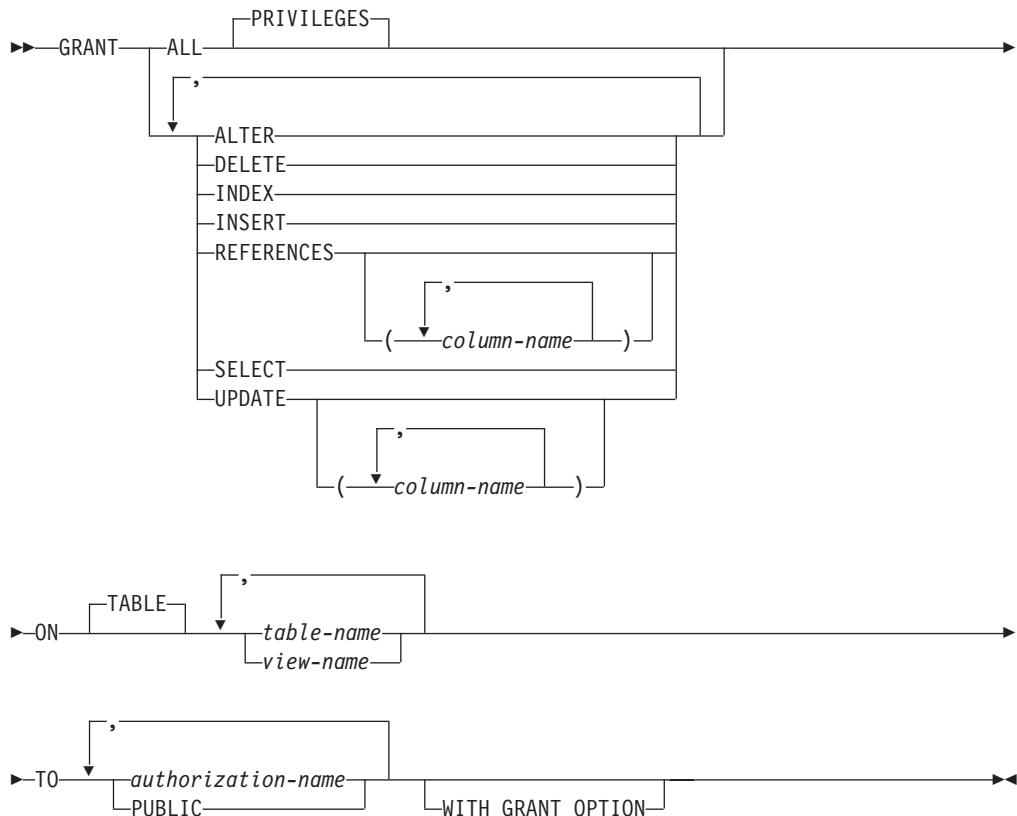 PRIVILEGES
GRANT ALL
,
ALTER
DELETE
INDEX
INSERT
REFERENCES
,
( column-name )
SELECT
UPDATE
,
( column-name )
,
TABLE
ON table-name
view-name
,
TO authorization-name
PUBLIC WITH GRANT OPTION